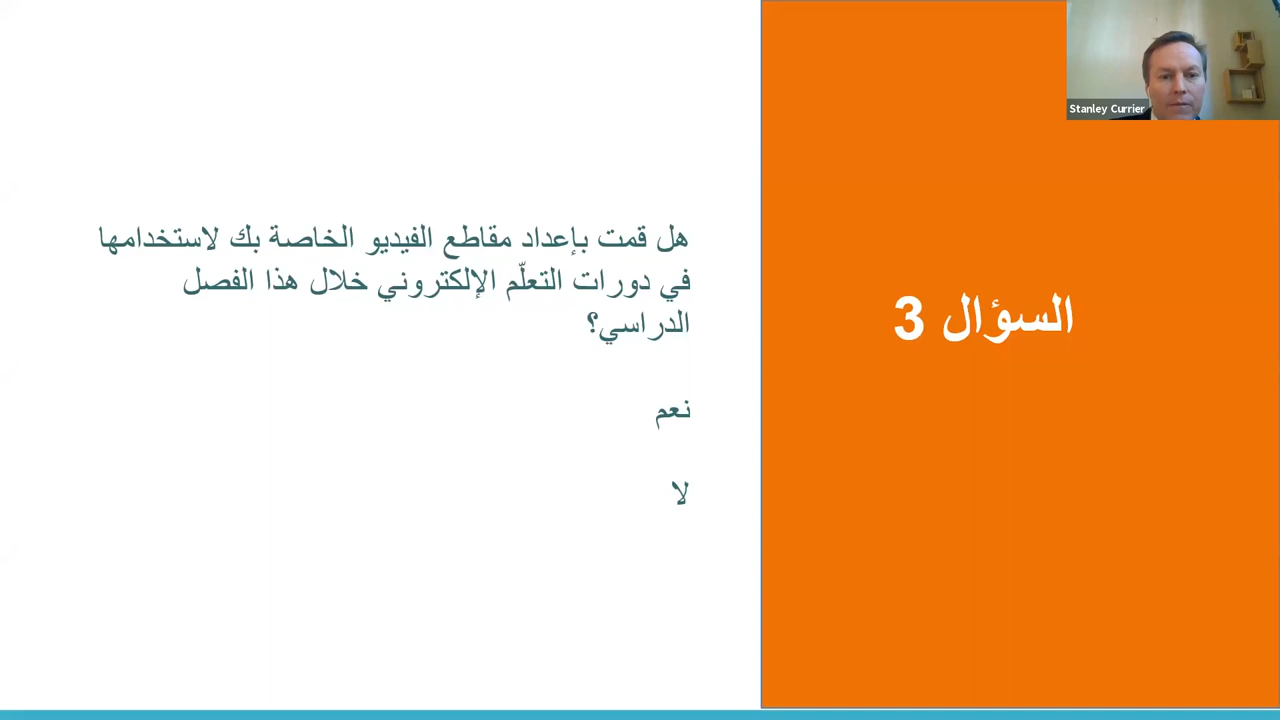 Stanley Currier
السؤال 3
هل قمت بإعداد مقاطع الفيديو الخاصة بك لاستخدامها
في دورات التعلّم الإلكتروني خلال هذا الفصل
الدراسي؟
نعم
لا